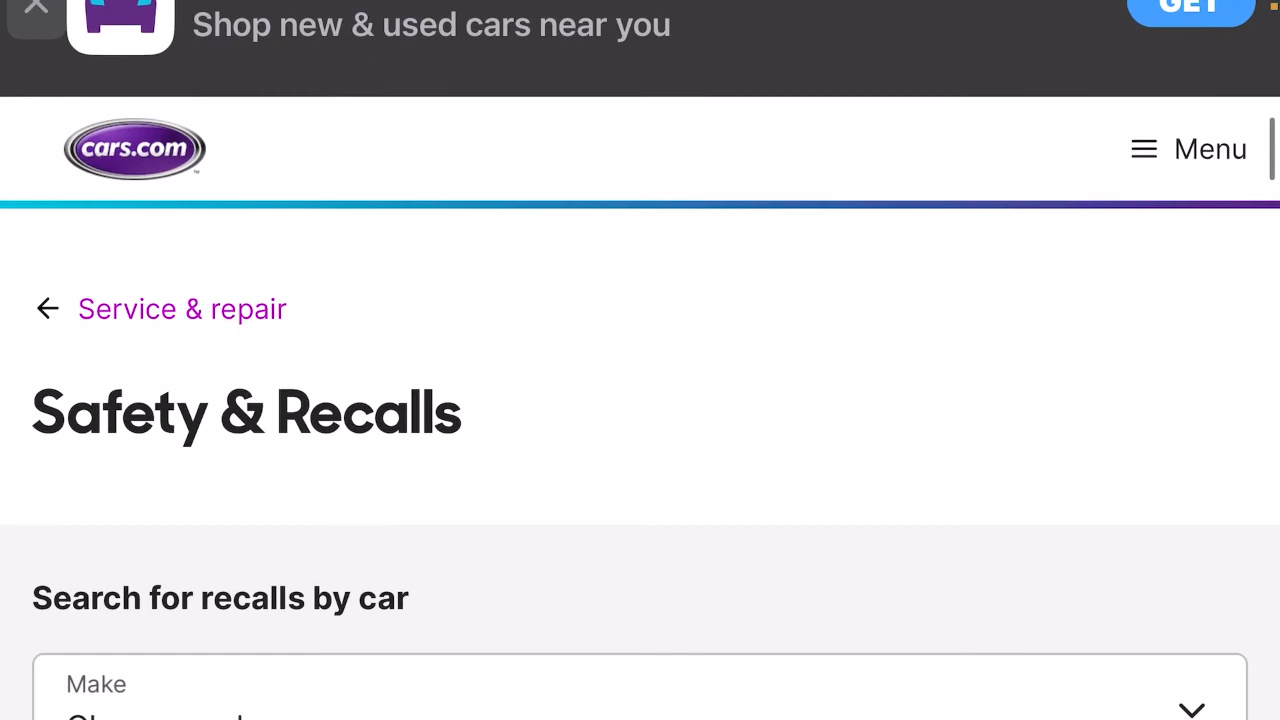 GET
Shop new & used cars near you
cars.com
Menu
Service & repair
Safety & Recalls
Search for recalls by car
Make